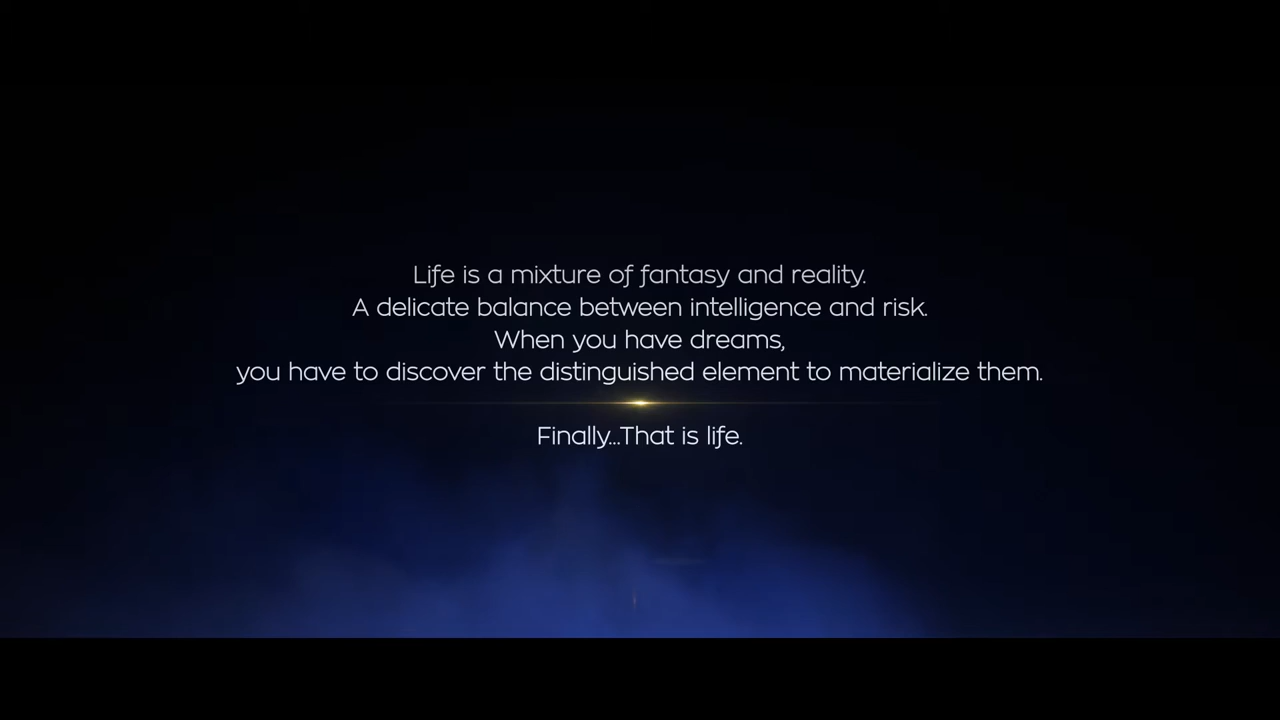 Life is a mixture of fantasy and reality.
A delicate balance between intelligence and risk.
When you have dreams,
you have to discover the distinguished element to materialize them.
Finally...That is life.